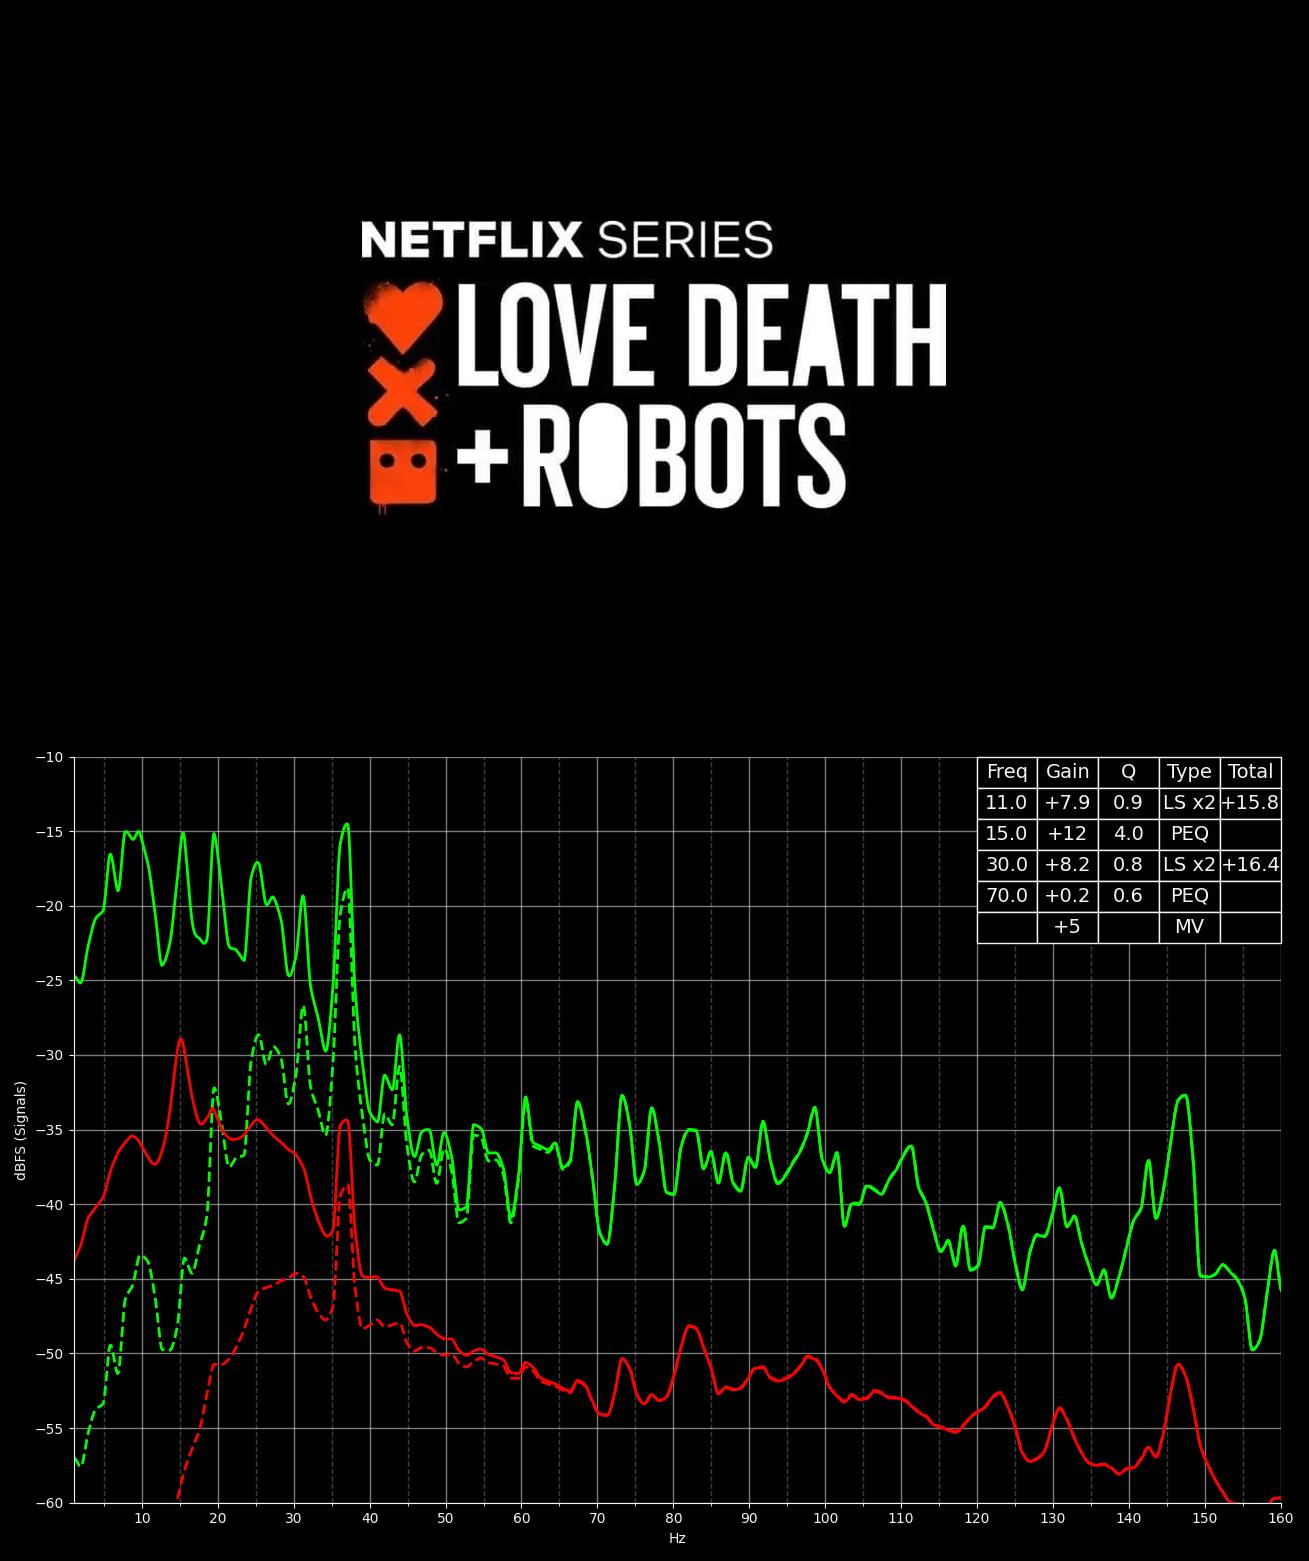 NETFLIX SERIES
LOVE DEATH
+ROBOTS
Freq Gain Q Type Total
11.0 +7.9 0.9 LS x2 +15.8
15.0 +12 4.0 PEQ
30.0 +8.2 0.8 LS x2 +16.4
70.0 +0.2 0.6 PEQ
+5 MV
dBFS (Signals)
−10
−15
−20
−25
−30
−35
−40
−45
−50
−55
−60
10 20 30 40 50 60 70 80 90 100 110 120 130 140 150 160
Hz